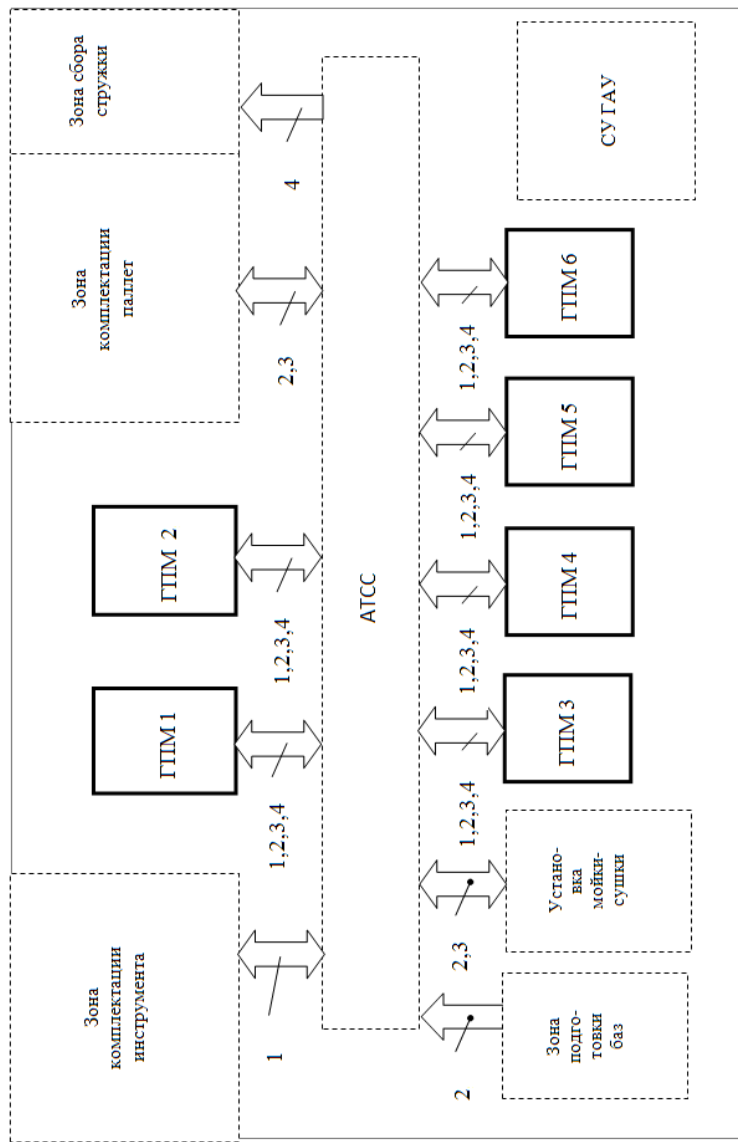 Зона
комплектации
инструмента
ГПМ 1
ГПМ 2
Зона
комплектации
паллет
Зона сбора
стружки
1
1,2,3,4
1,2,3,4
2,3
4
АТСС
2
2,3
1,2,3,4
1,2,3,4
1,2,3,4
1,2,3,4
Зона
подго-
товки
баз
Устано-
вка
мойки-
сушки
ГПМ 3
ГПМ 4
ГПМ 5
ГПМ 6
СУ ГАУ